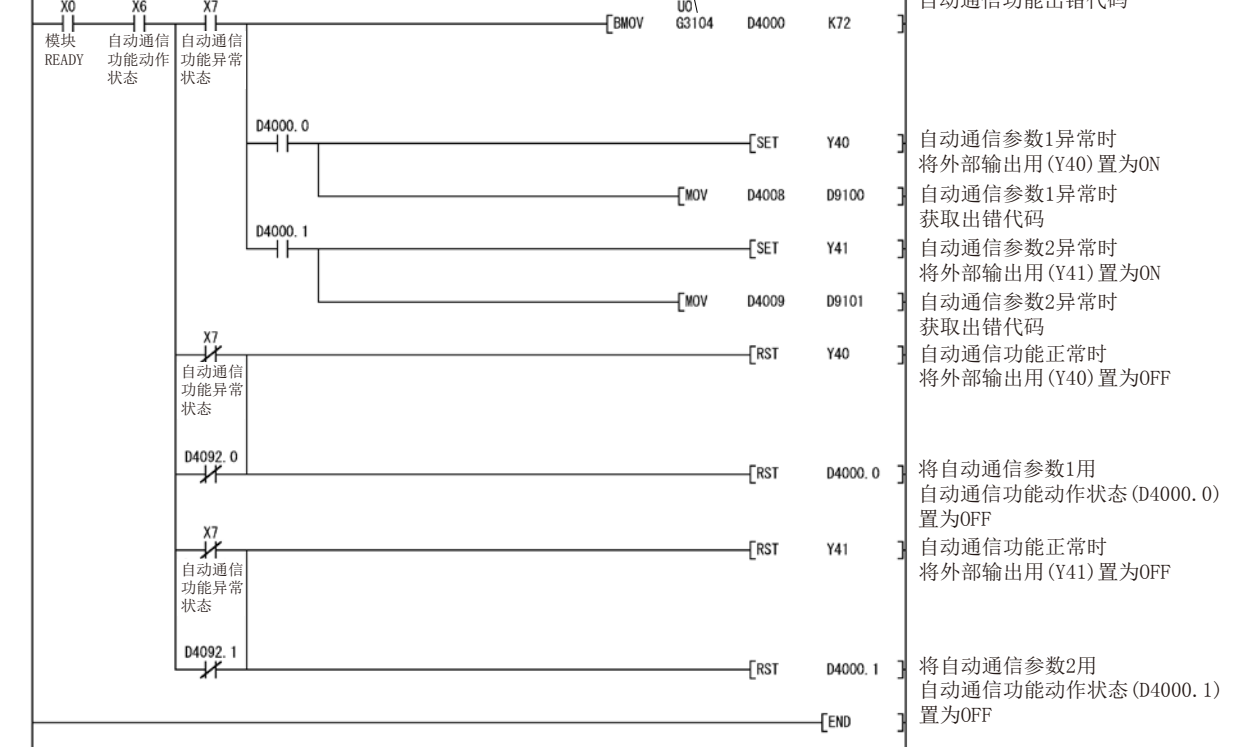 X0 X6 X7 U0\ 自动通信功能出错代码
BMOV G3104 D4000 K72
模块 自动通信 自动通信
READY 功能动作 功能异常
状态 状态
D4000.0
SET Y40 自动通信参数1异常时
将外部输出用(Y40)置为ON
MOV D4008 D9100 自动通信参数1异常时
获取出错代码
D4000.1
SET Y41 自动通信参数2异常时
将外部输出用(Y41)置为ON
MOV D4009 D9101 自动通信参数2异常时
获取出错代码
X7
RST Y40 自动通信功能正常时
自动通信 将外部输出用(Y40)置为OFF
功能异常
状态
D4092.0
RST D4000.0 将自动通信参数1用
自动通信功能动作状态(D4000.0)
置为OFF
X7
RST Y41 自动通信功能正常时
自动通信 将外部输出用(Y41)置为OFF
功能异常
状态
D4092.1
RST D4000.1 将自动通信参数2用
自动通信功能动作状态(D4000.1)
END 置为OFF